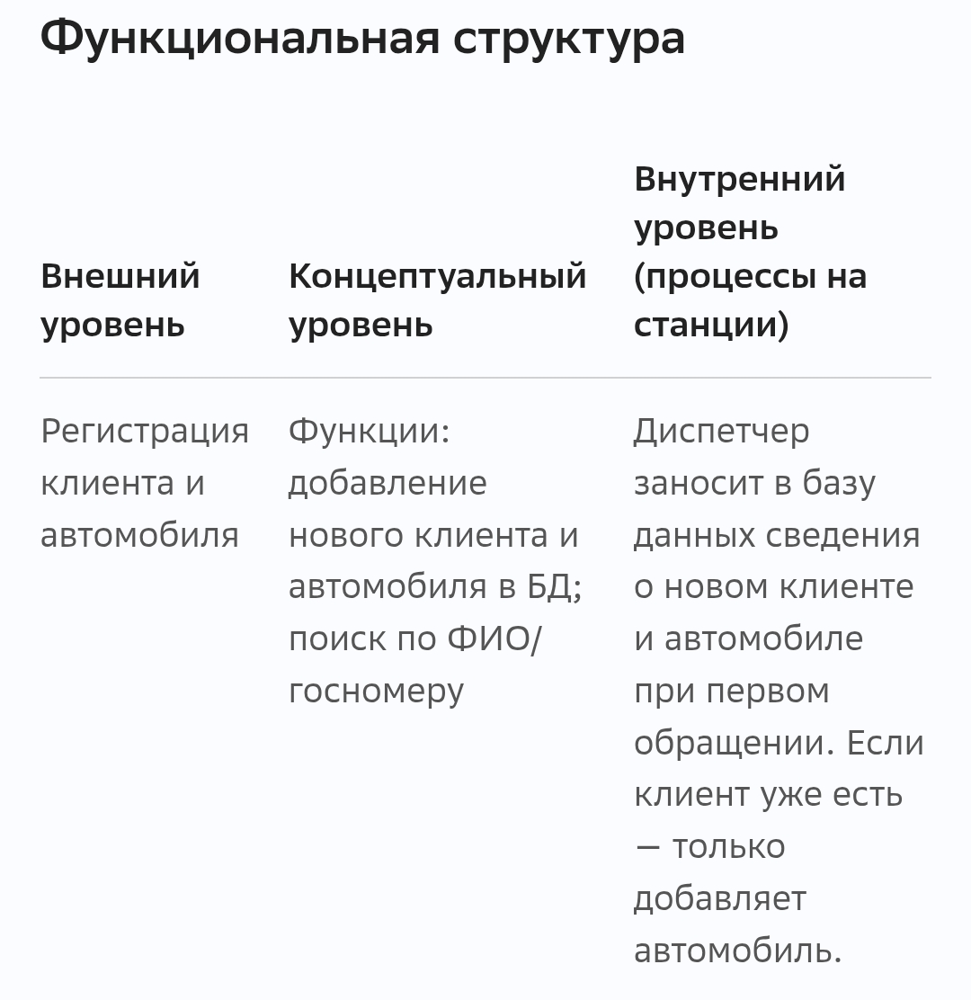 Функциональная структура
Внешний
уровень
Концептуальный
уровень
Внутренний
уровень
(процессы на
станции)
Регистрация
клиента и
автомобиля
Функции:
добавление
нового клиента и
автомобиля в БД;
поиск по ФИО/
госномеру
Диспетчер
заносит в базу
данных сведения
о новом клиенте
и автомобиле
при первом
обращении. Если
клиент уже есть
— только
добавляет
автомобиль.